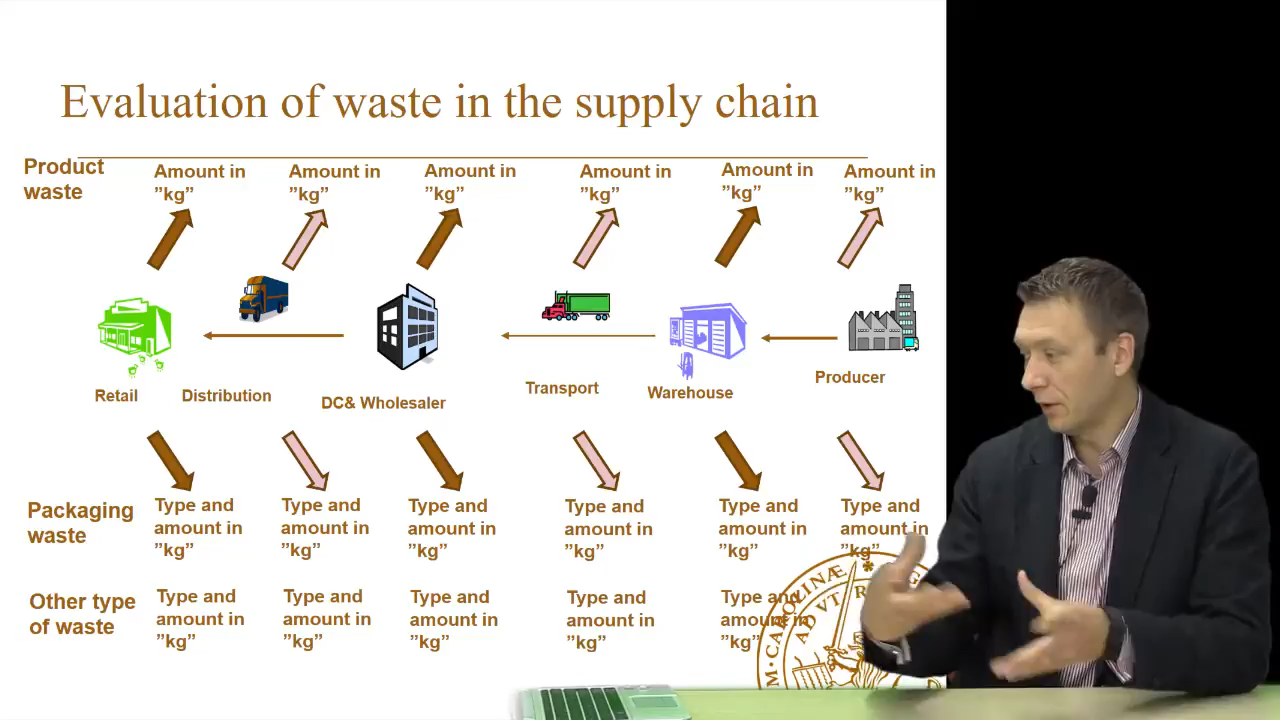 Evaluation of waste in the supply chain
Product
waste
Amount in
”kg”
Amount in
”kg”
Amount in
”kg”
Amount in
”kg”
Amount in
”kg”
Amount in
”kg”
Retail
Distribution
DC& Wholesaler
Transport
Warehouse
Producer
Packaging
waste
Type and
amount in
”kg”
Type and
amount in
”kg”
Type and
amount in
”kg”
Type and
amount in
”kg”
Type and
amount in
”kg”
Type and
amount in
”kg”
Other type
of waste
Type and
amount in
”kg”
Type and
amount in
”kg”
Type and
amount in
”kg”
Type and
amount in
”kg”
Type and
amount in
”kg”
CAROLINÆ
AD VT